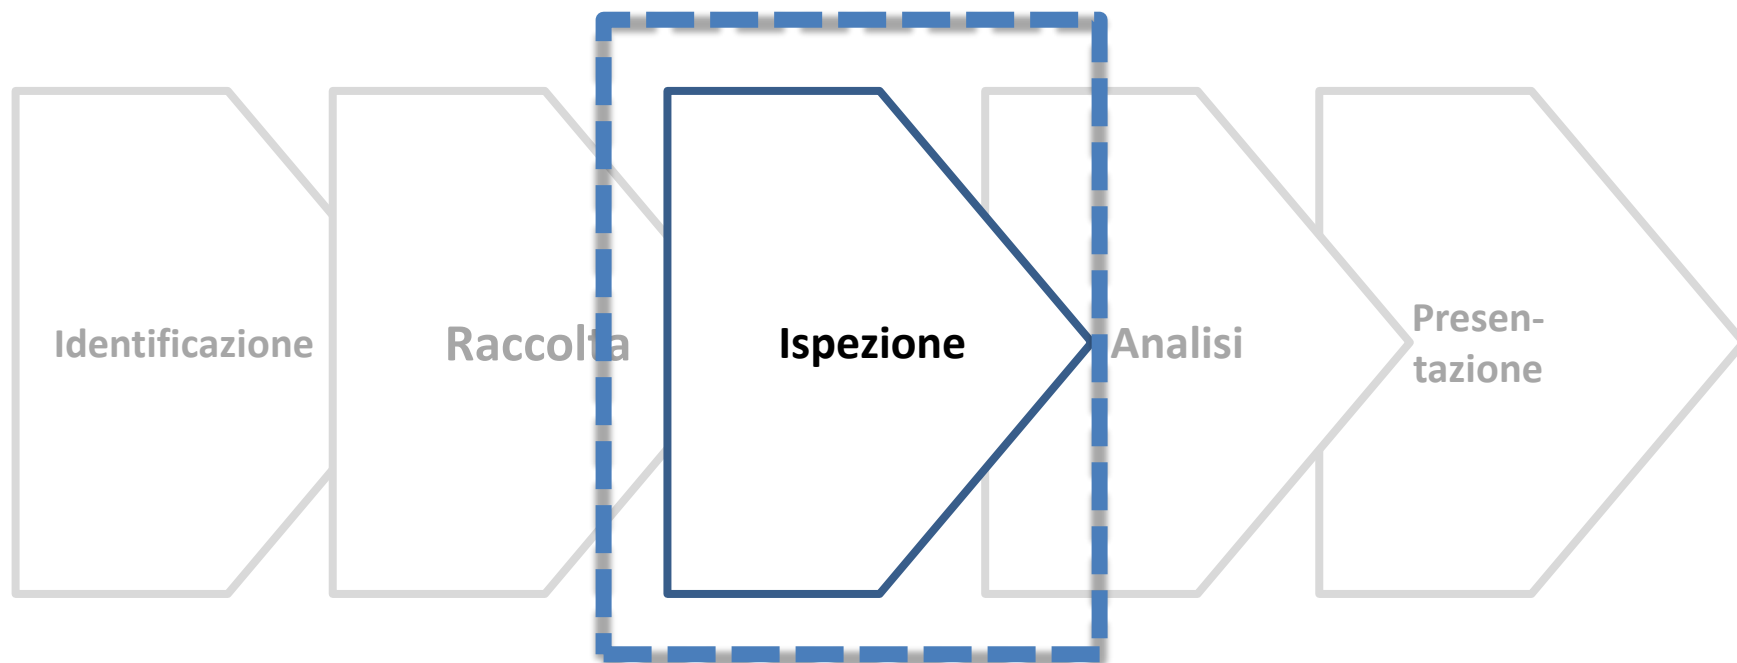 Identificazione
Raccolta
Ispezione
Analisi
Presen-
tazione